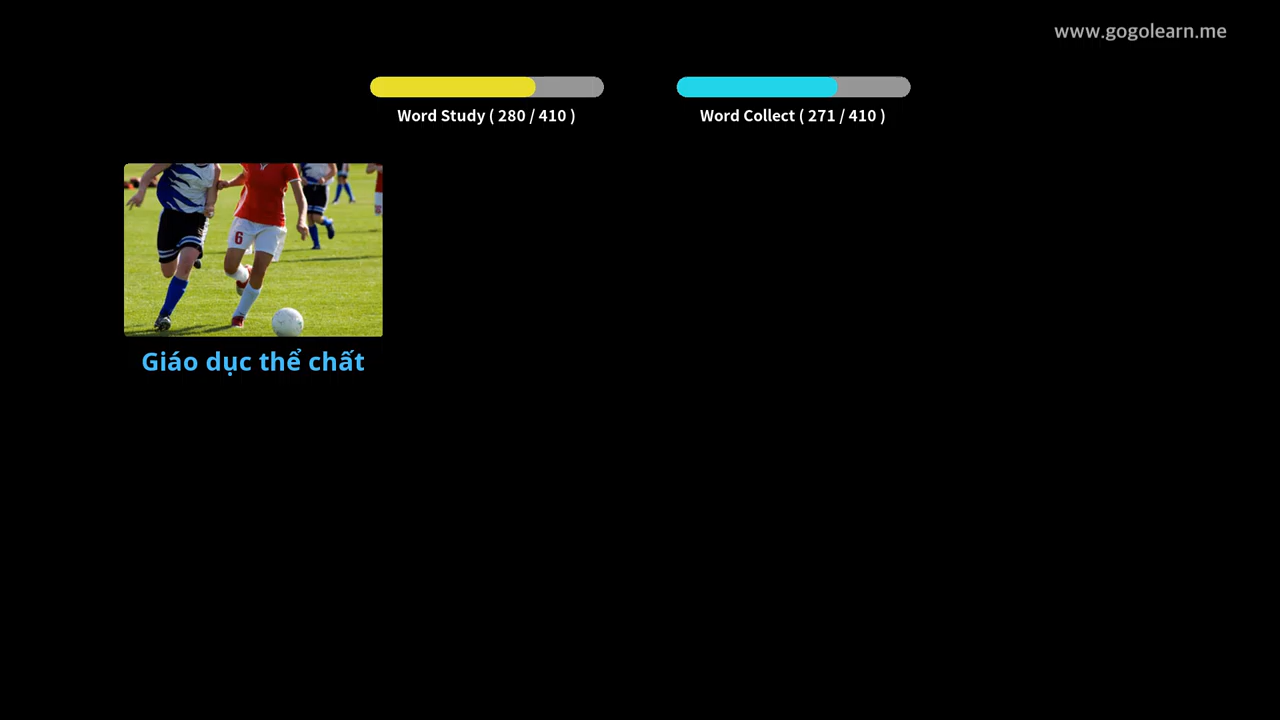 www.gogolearn.me
Word Study ( 280 / 410 )
Word Collect ( 271 / 410 )
6
Giáo dục thể chất